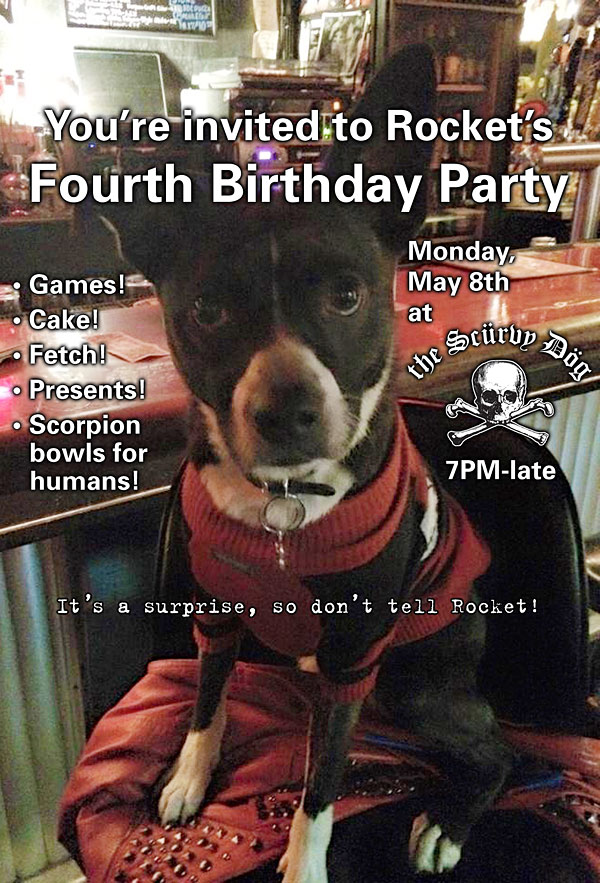 You're invited to Rocket's
Fourth Birthday Party
• Games!
• Cake!
• Fetch!
• Presents!
• Scorpion
bowls for
humans!
Monday,
May 8th
at
the Scürvy Dög
7PM-late
It's a surprise, so don't tell Rocket!